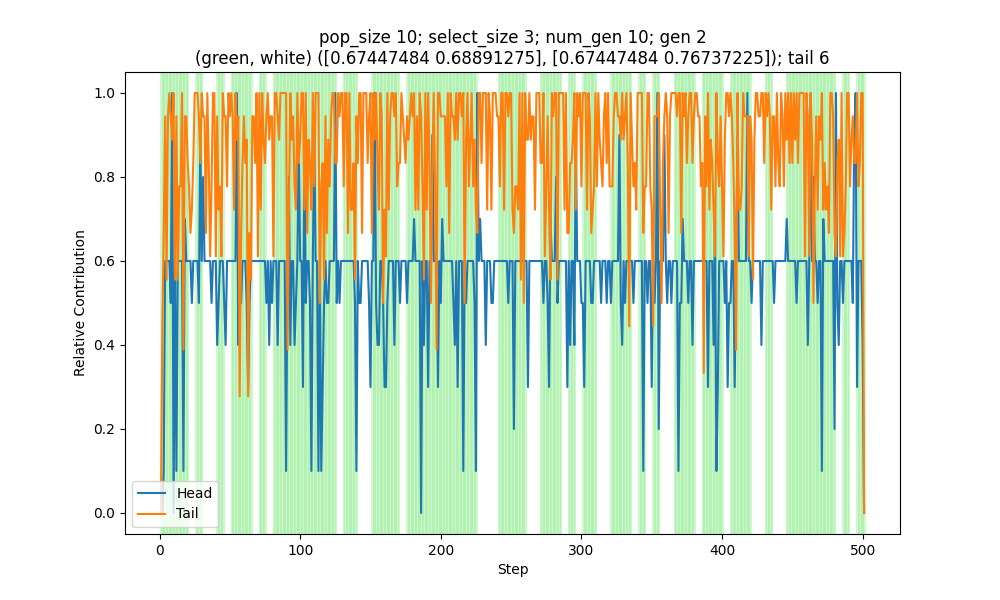 pop_size 10; select_size 3; num_gen 10; gen 2
(green, white) ([0.67447484 0.68891275], [0.67447484 0.76737225]); tail 6
1.0
0.8
0.6
0.4
0.2
0.0
Relative Contribution
Head
Tail
0
100
200
300
400
500
Step